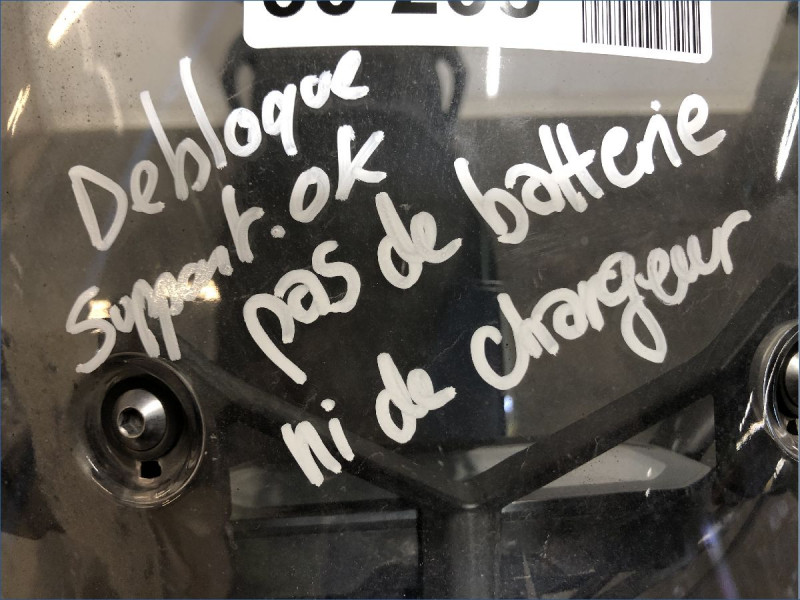 Debloque
support. OK
pas de batterie
ni de chargeur